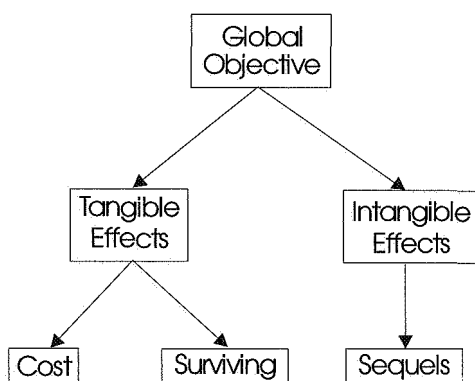 Global
Objective
Tangible
Effects
Intangible
Effects
Cost
Surviving
Sequels